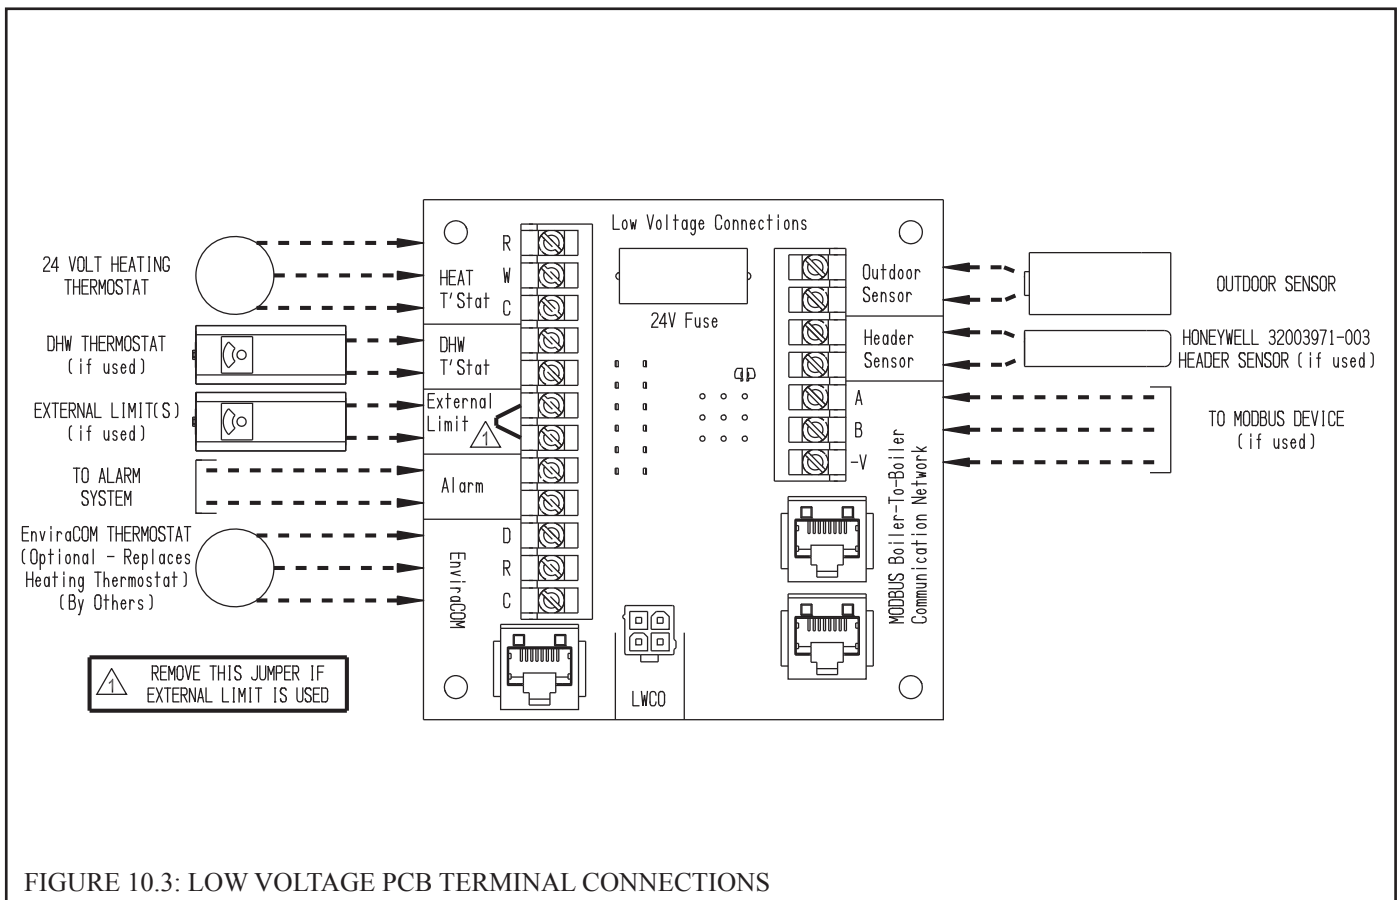 Low Voltage Connections
24 VOLT HEATING
THERMOSTAT
R
HEAT
T'Stat
W
C
DHW THERMOSTAT
(if used)
DHW
T'Stat
EXTERNAL LIMIT(S)
(if used)
External
Limit
1
TO ALARM
SYSTEM
Alarm
EnviraCOM THERMOSTAT
(Optional - Replaces
Heating Thermostat)
(By Others)
EnviraCOM
D
R
C
24V Fuse
LWCO
Outdoor
Sensor
OUTDOOR SENSOR
Header
Sensor
HONEYWELL 32003971-003
HEADER SENSOR (if used)
A
B
-V
TO MODBUS DEVICE
(if used)
MODBUS Boiler-To-Boiler
Communication Network
1
REMOVE THIS JUMPER IF
EXTERNAL LIMIT IS USED
FIGURE 10.3: LOW VOLTAGE PCB TERMINAL CONNECTIONS